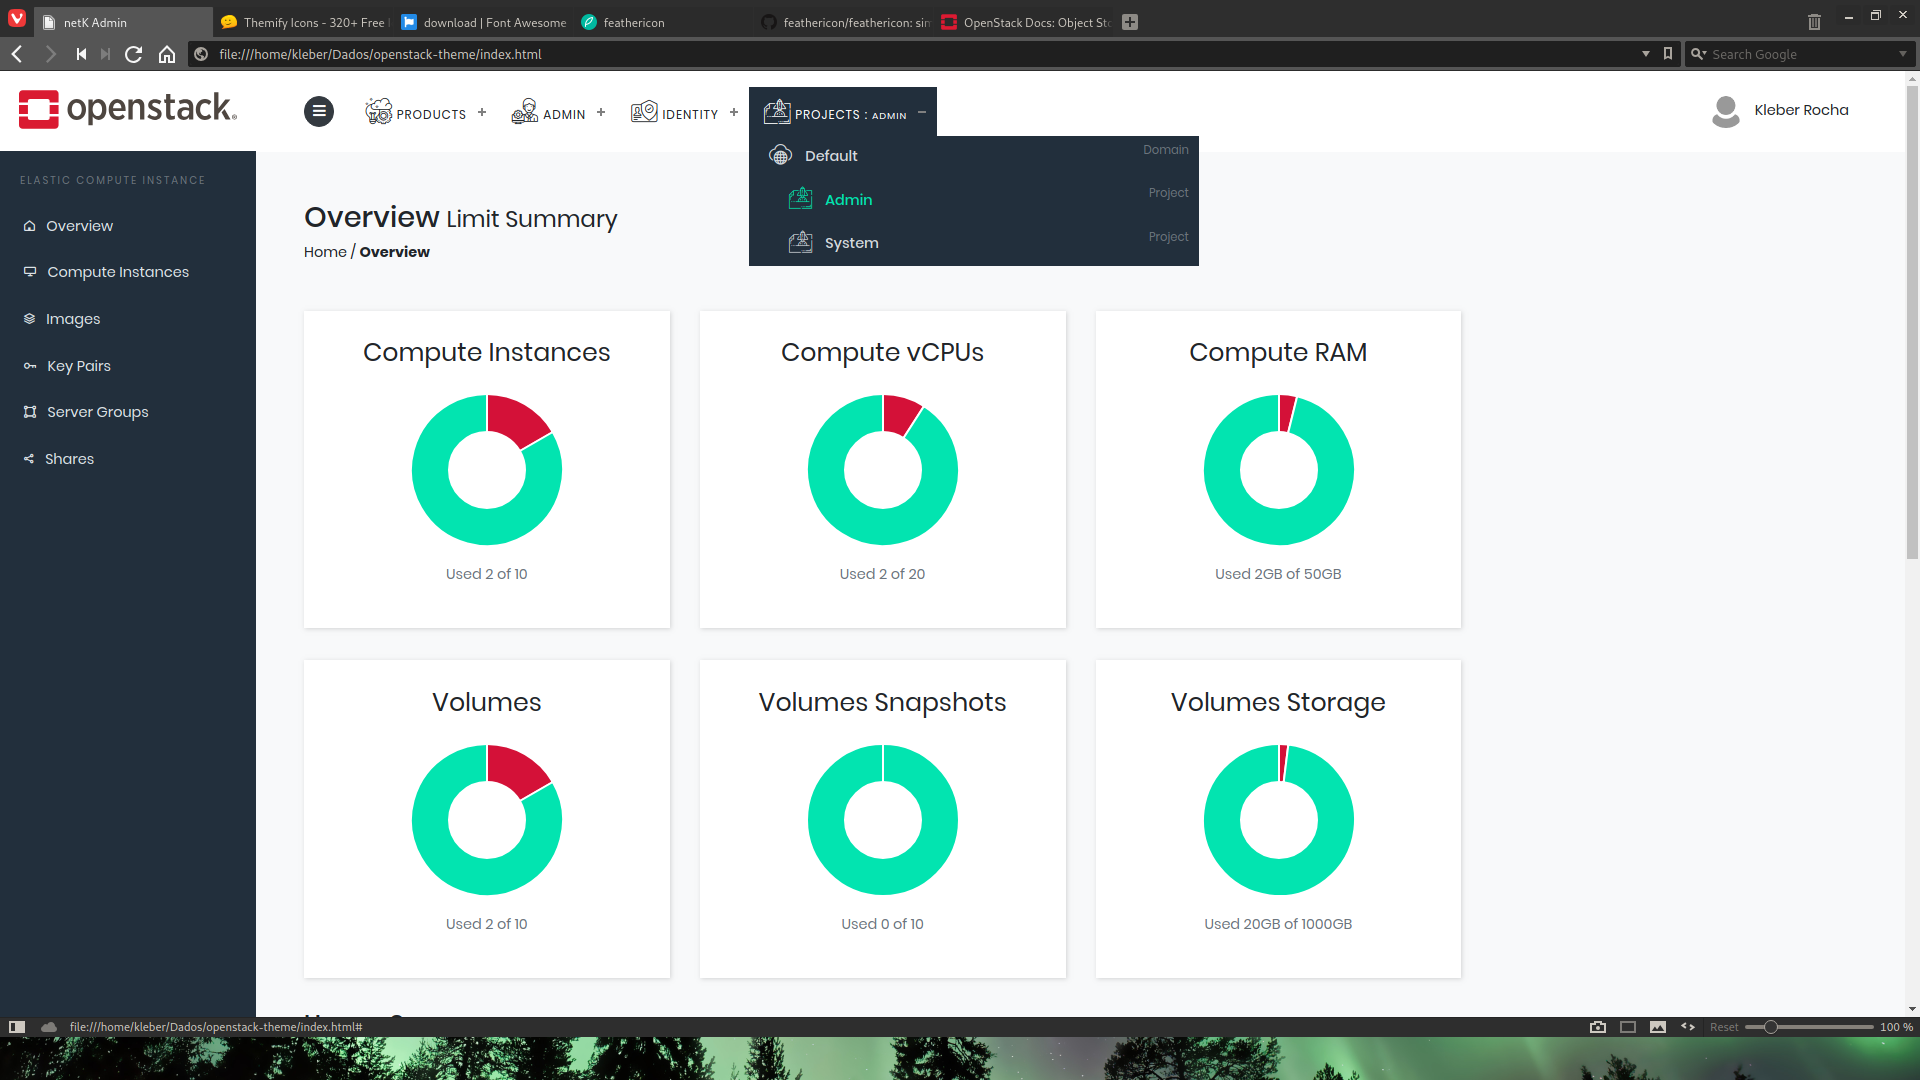 netK Admin
Themify Icons - 320+ Free
download | Font Awesome
feathericon
feathericon/feathericon: sim
OpenStack Docs: Object Sto
file:///home/kleber/Dados/openstack-theme/index.html
Search Google
openstack.
PRODUCTS +
ADMIN +
IDENTITY +
PROJECTS : ADMIN −
Kleber Rocha
Default Domain
Admin Project
System Project
ELASTIC COMPUTE INSTANCE
Overview
Compute Instances
Images
Key Pairs
Server Groups
Shares
Overview Limit Summary
Home / Overview
Compute Instances
Used 2 of 10
Compute vCPUs
Used 2 of 20
Compute RAM
Used 2GB of 50GB
Volumes
Used 2 of 10
Volumes Snapshots
Used 0 of 10
Volumes Storage
Used 20GB of 1000GB
file:///home/kleber/Dados/openstack-theme/index.html#
Reset
100 %